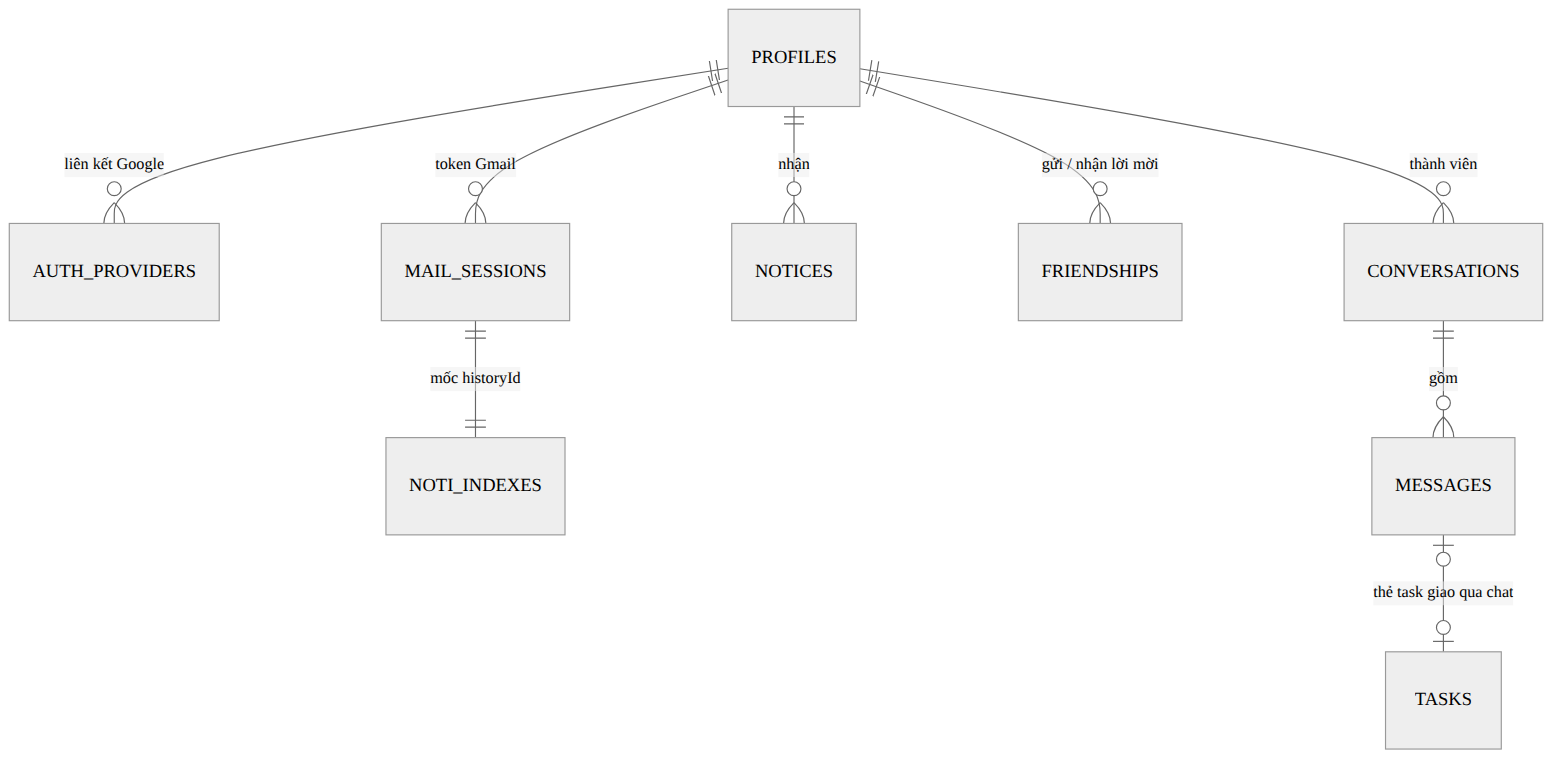 PROFILES
liên kết Google
token Gmail
nhận
gửi / nhận lời mời
thành viên
AUTH_PROVIDERS
MAIL_SESSIONS
NOTICES
FRIENDSHIPS
CONVERSATIONS
mốc historyId
gồm
NOTI_INDEXES
MESSAGES
thẻ task giao qua chat
TASKS